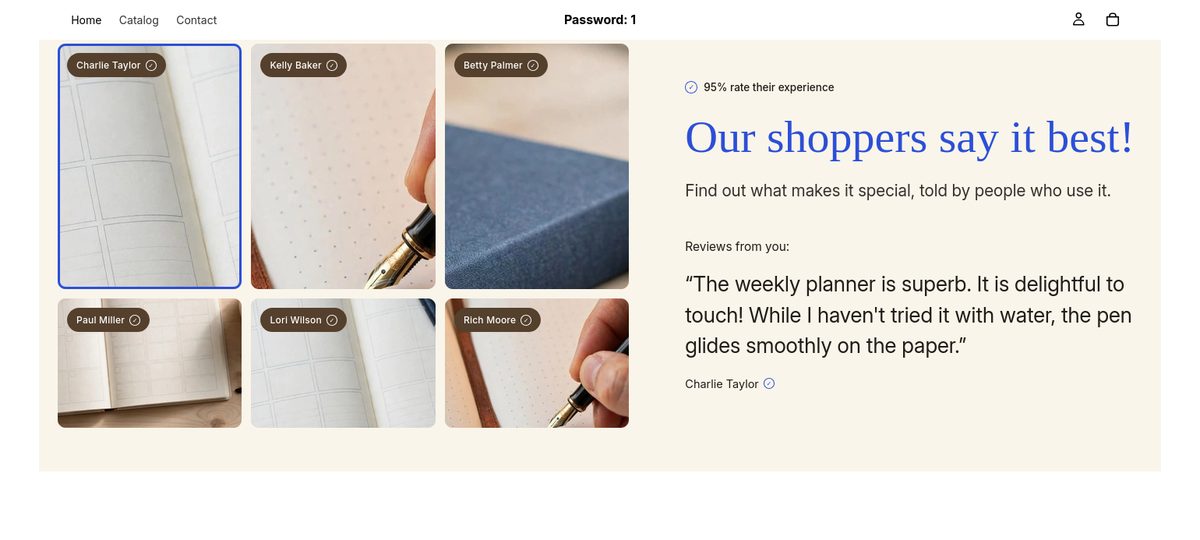 Home Catalog Contact
Password: 1
Charlie Taylor
Kelly Baker
Betty Palmer
Paul Miller
Lori Wilson
Rich Moore
95% rate their experience
Our shoppers say it best!
Find out what makes it special, told by people who use it.
Reviews from you:
“The weekly planner is superb. It is delightful to
touch! While I haven't tried it with water, the pen
glides smoothly on the paper.”
Charlie Taylor